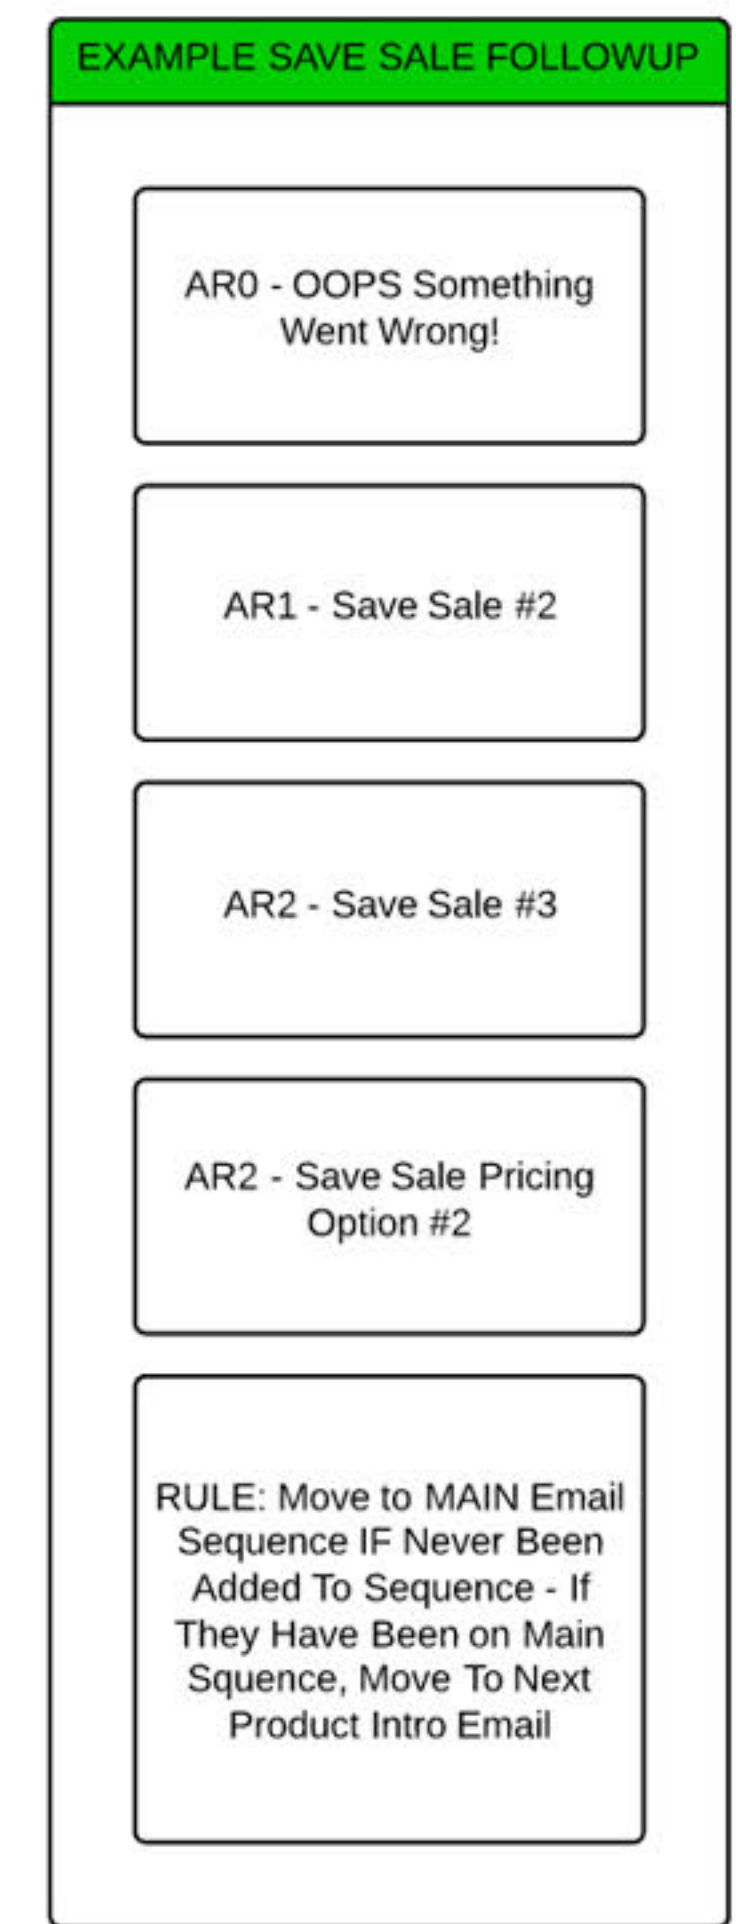 EXAMPLE SAVE SALE FOLLOWUP
AR0 - OOPS Something
Went Wrong!
AR1 - Save Sale #2
AR2 - Save Sale #3
AR2 - Save Sale Pricing
Option #2
RULE: Move to MAIN Email
Sequence IF Never Been
Added To Sequence - If
They Have Been on Main
Squence, Move To Next
Product Intro Email